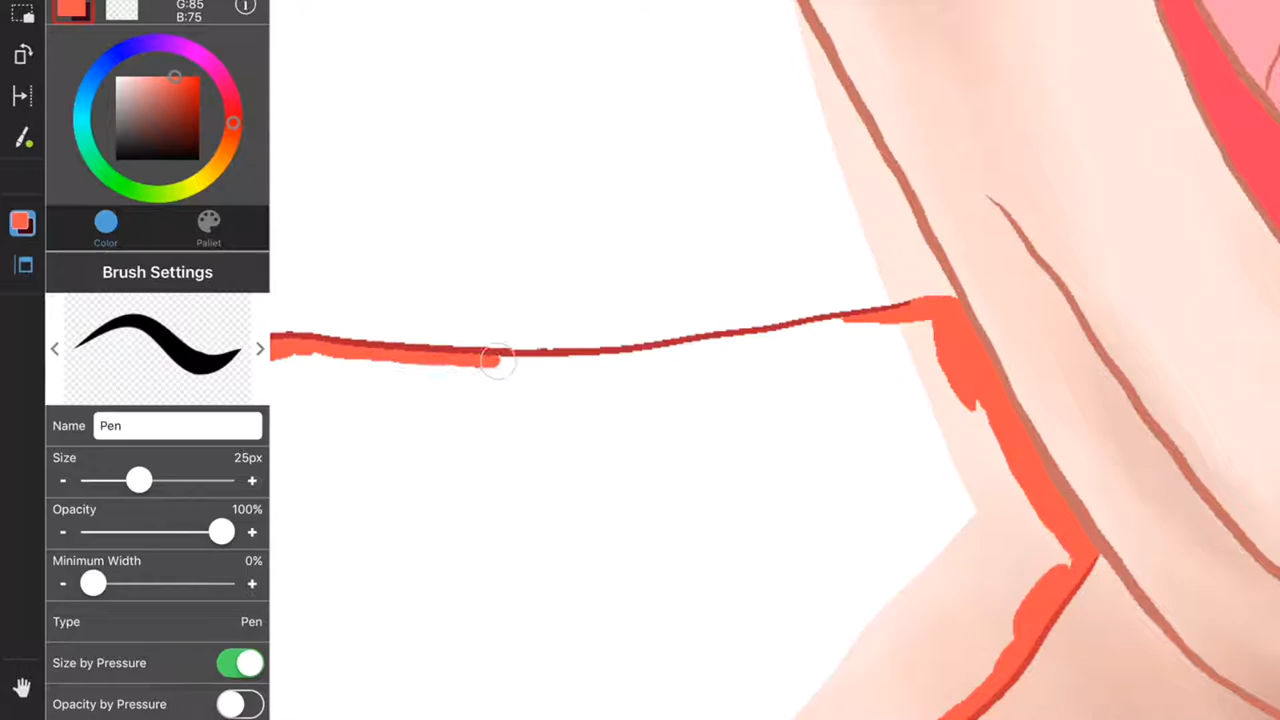 G:85
B:75
Color
Pallet
Brush Settings
Name Pen
Size 25px
- +
Opacity 100%
- +
Minimum Width 0%
- +
Type Pen
Size by Pressure
Opacity by Pressure